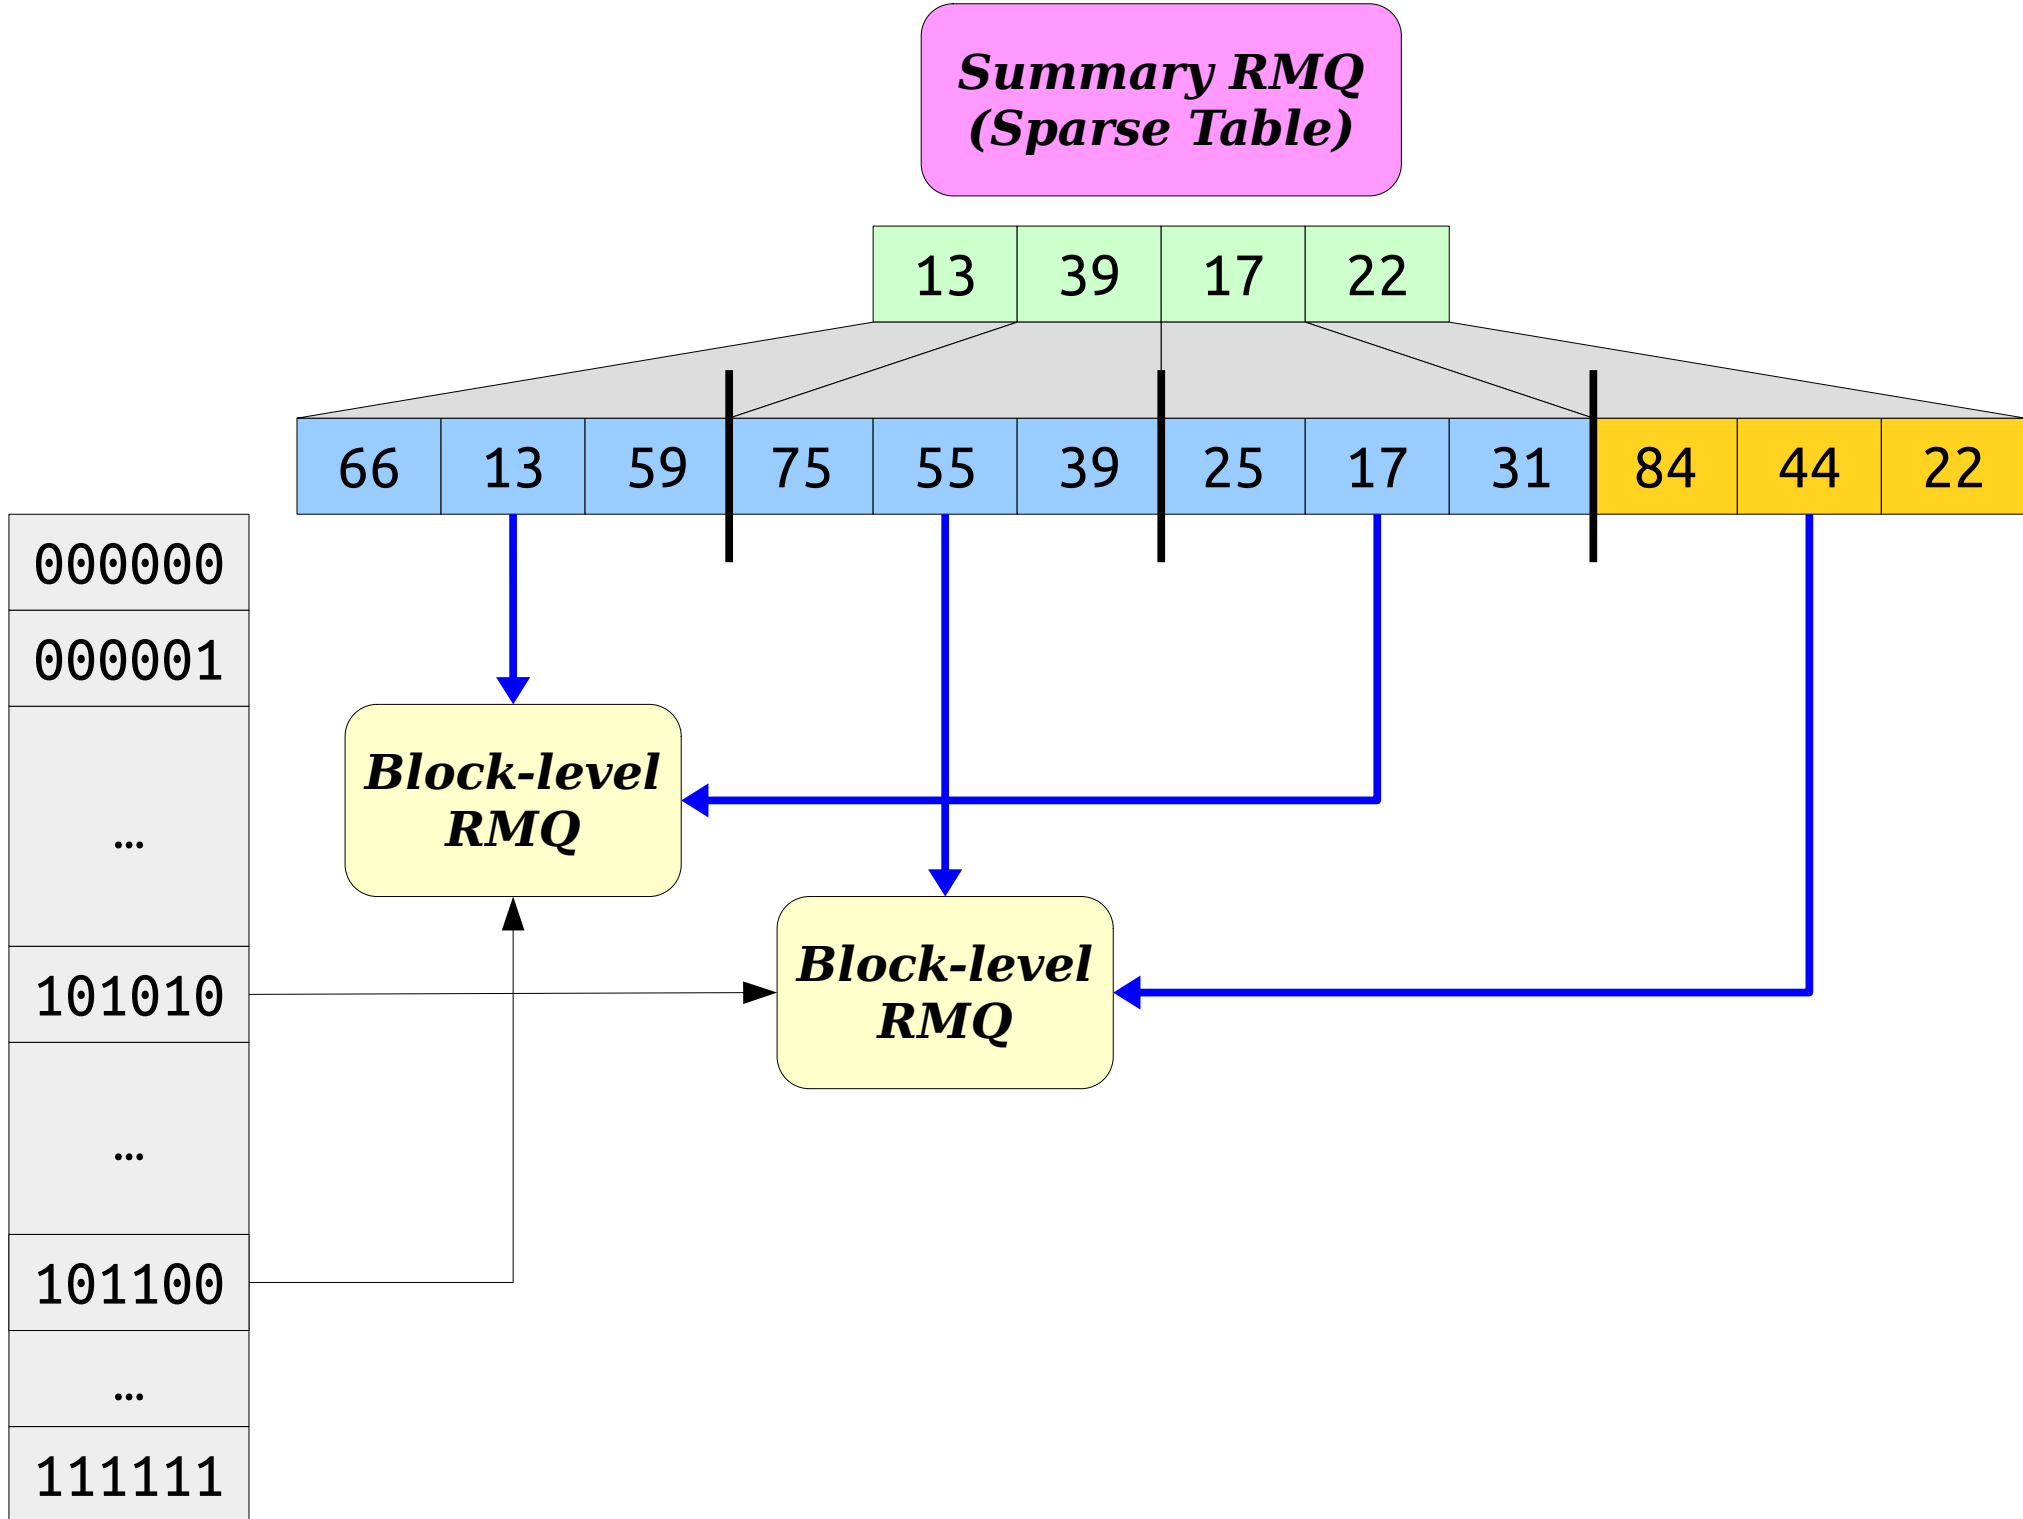 Summary RMQ
(Sparse Table)
13 39 17 22
66 13 59 75 55 39 25 17 31 84 44 22
000000
000001
Block-level
RMQ
…
Block-level
RMQ
101010
…
101100
…
111111